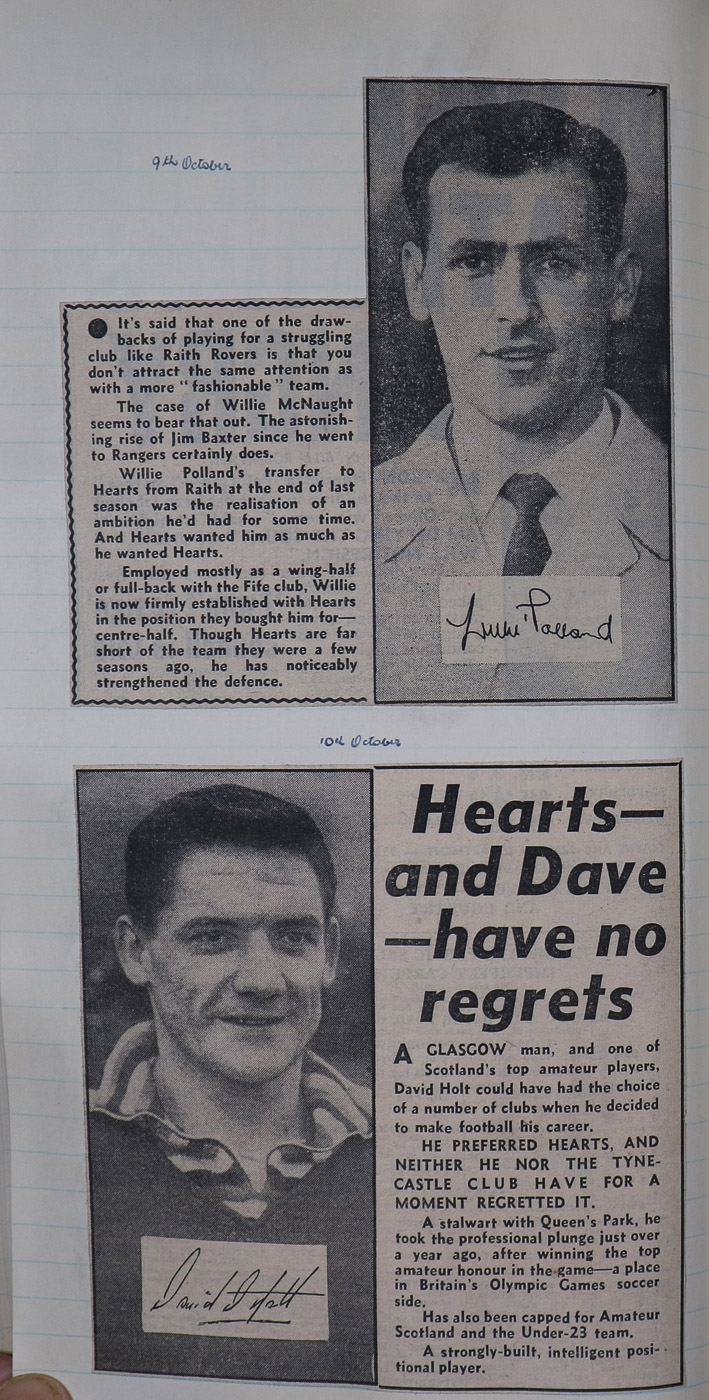 9th October
● It's said that one of the draw-
backs of playing for a struggling
club like Raith Rovers is that you
don't attract the same attention as
with a more "fashionable" team.
The case of Willie McNaught
seems to bear that out. The astonish-
ing rise of Jim Baxter since he went
to Rangers certainly does.
Willie Polland's transfer to
Hearts from Raith at the end of last
season was the realisation of an
ambition he'd had for some time.
And Hearts wanted him as much as
he wanted Hearts.
Employed mostly as a wing-half
or full-back with the Fife club, Willie
is now firmly established with Hearts
in the position they bought him for—
centre-half. Though Hearts are far
short of the team they were a few
seasons ago, he has noticeably
strengthened the defence.
Willie Polland
10th October
Hearts—
and Dave
—have no
regrets
A GLASGOW man, and one of
Scotland's top amateur players,
David Holt could have had the choice
of a number of clubs when he decided
to make football his career.
HE PREFERRED HEARTS, AND
NEITHER HE NOR THE TYNE-
CASTLE CLUB HAVE FOR A
MOMENT REGRETTED IT.
A stalwart with Queen's Park, he
took the professional plunge just over
a year ago, after winning the top
amateur honour in the game—a place
in Britain's Olympic Games soccer
side.
Has also been capped for Amateur
Scotland and the Under-23 team.
A strongly-built, intelligent posi-
tional player.
David Holt